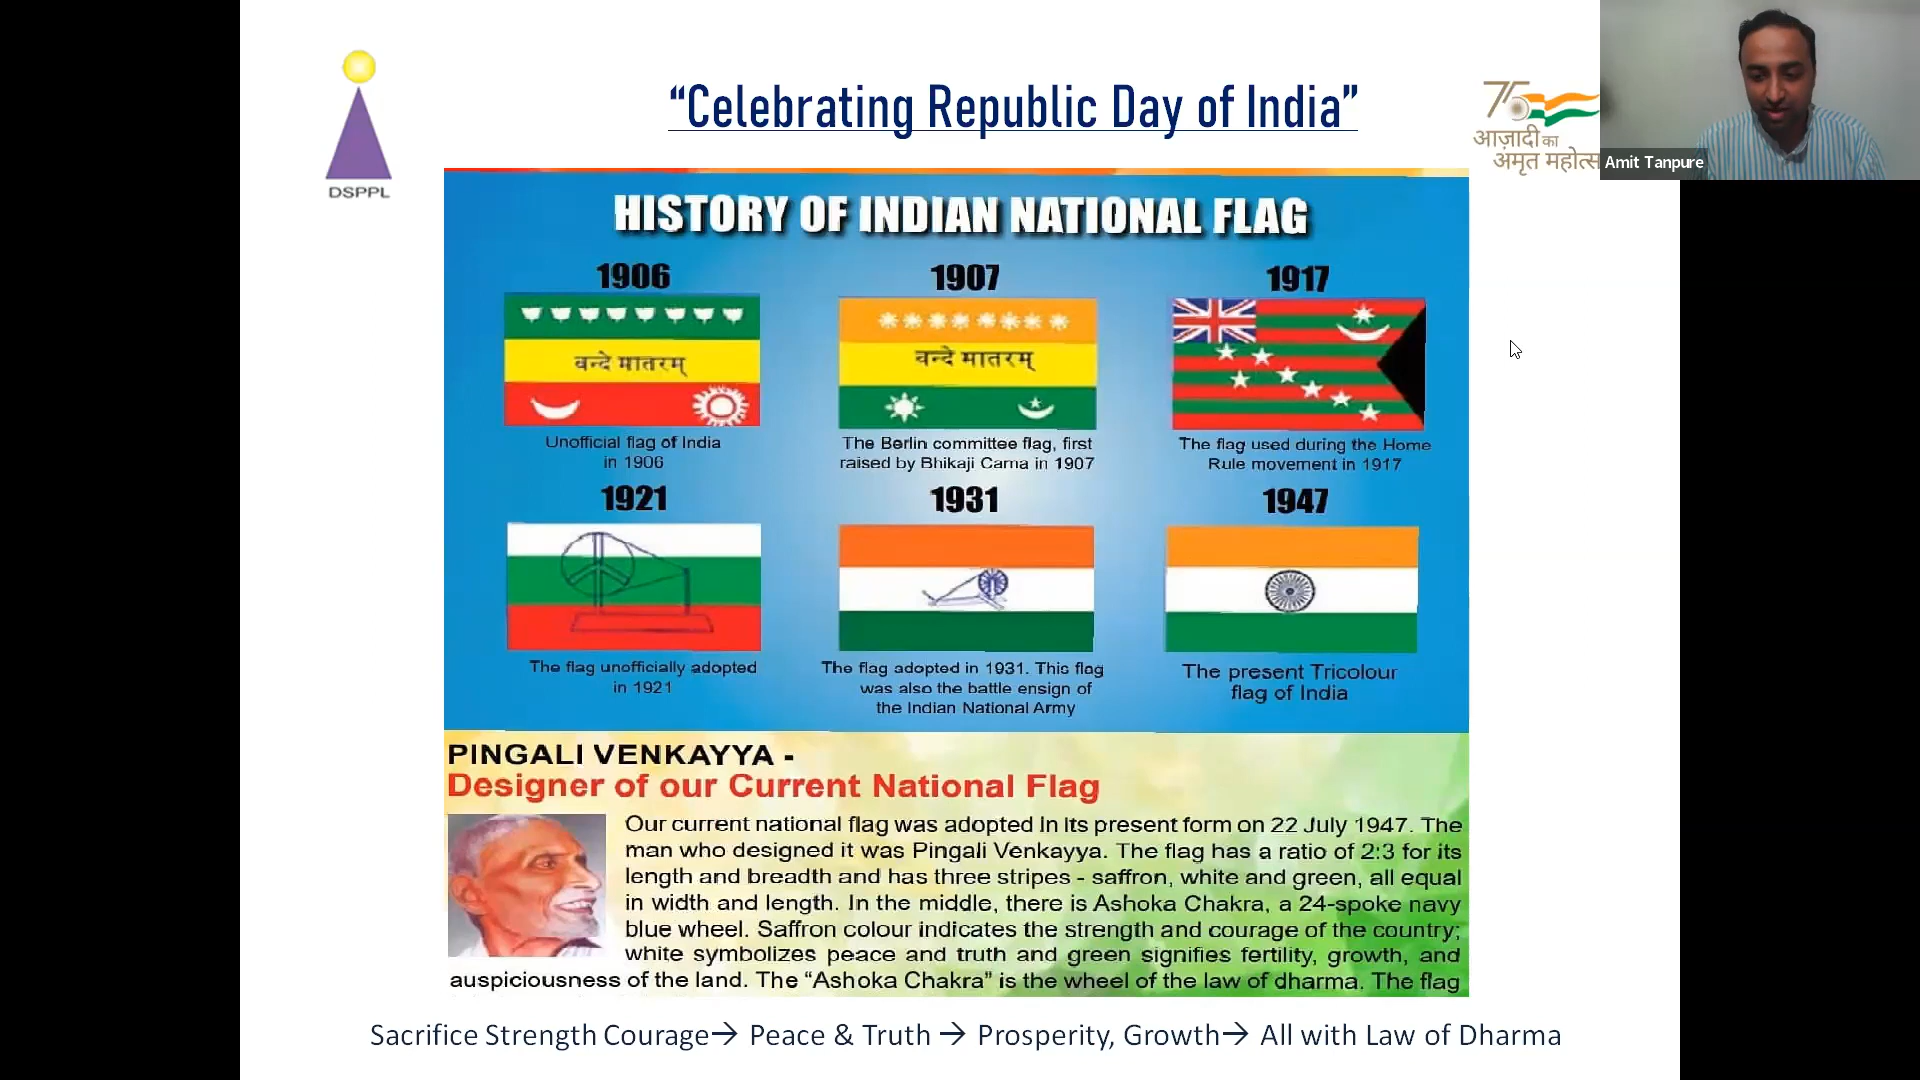 “Celebrating Republic Day of India”
DSPPL
75
आज़ादी का
अमृत महोत्स
Amit Tanpure
HISTORY OF INDIAN NATIONAL FLAG
1906
1907
1917
वन्दे मातरम्
वन्दे मातरम्
Unofficial flag of India
in 1906
The Berlin committee flag, first
raised by Bhikaji Cama in 1907
The flag used during the Home
Rule movement in 1917
1921
1931
1947
The flag unofficially adopted
in 1921
The flag adopted in 1931. This flag
was also the battle ensign of
the Indian National Army
The present Tricolour
flag of India
PINGALI VENKAYYA -
Designer of our Current National Flag
Our current national flag was adopted in its present form on 22 July 1947. The
man who designed it was Pingali Venkayya. The flag has a ratio of 2:3 for its
length and breadth and has three stripes - saffron, white and green, all equal
in width and length. In the middle, there is Ashoka Chakra, a 24-spoke navy
blue wheel. Saffron colour indicates the strength and courage of the country;
white symbolizes peace and truth and green signifies fertility, growth, and
auspiciousness of the land. The “Ashoka Chakra” is the wheel of the law of dharma. The flag
Sacrifice Strength Courage→ Peace & Truth → Prosperity, Growth→ All with Law of Dharma